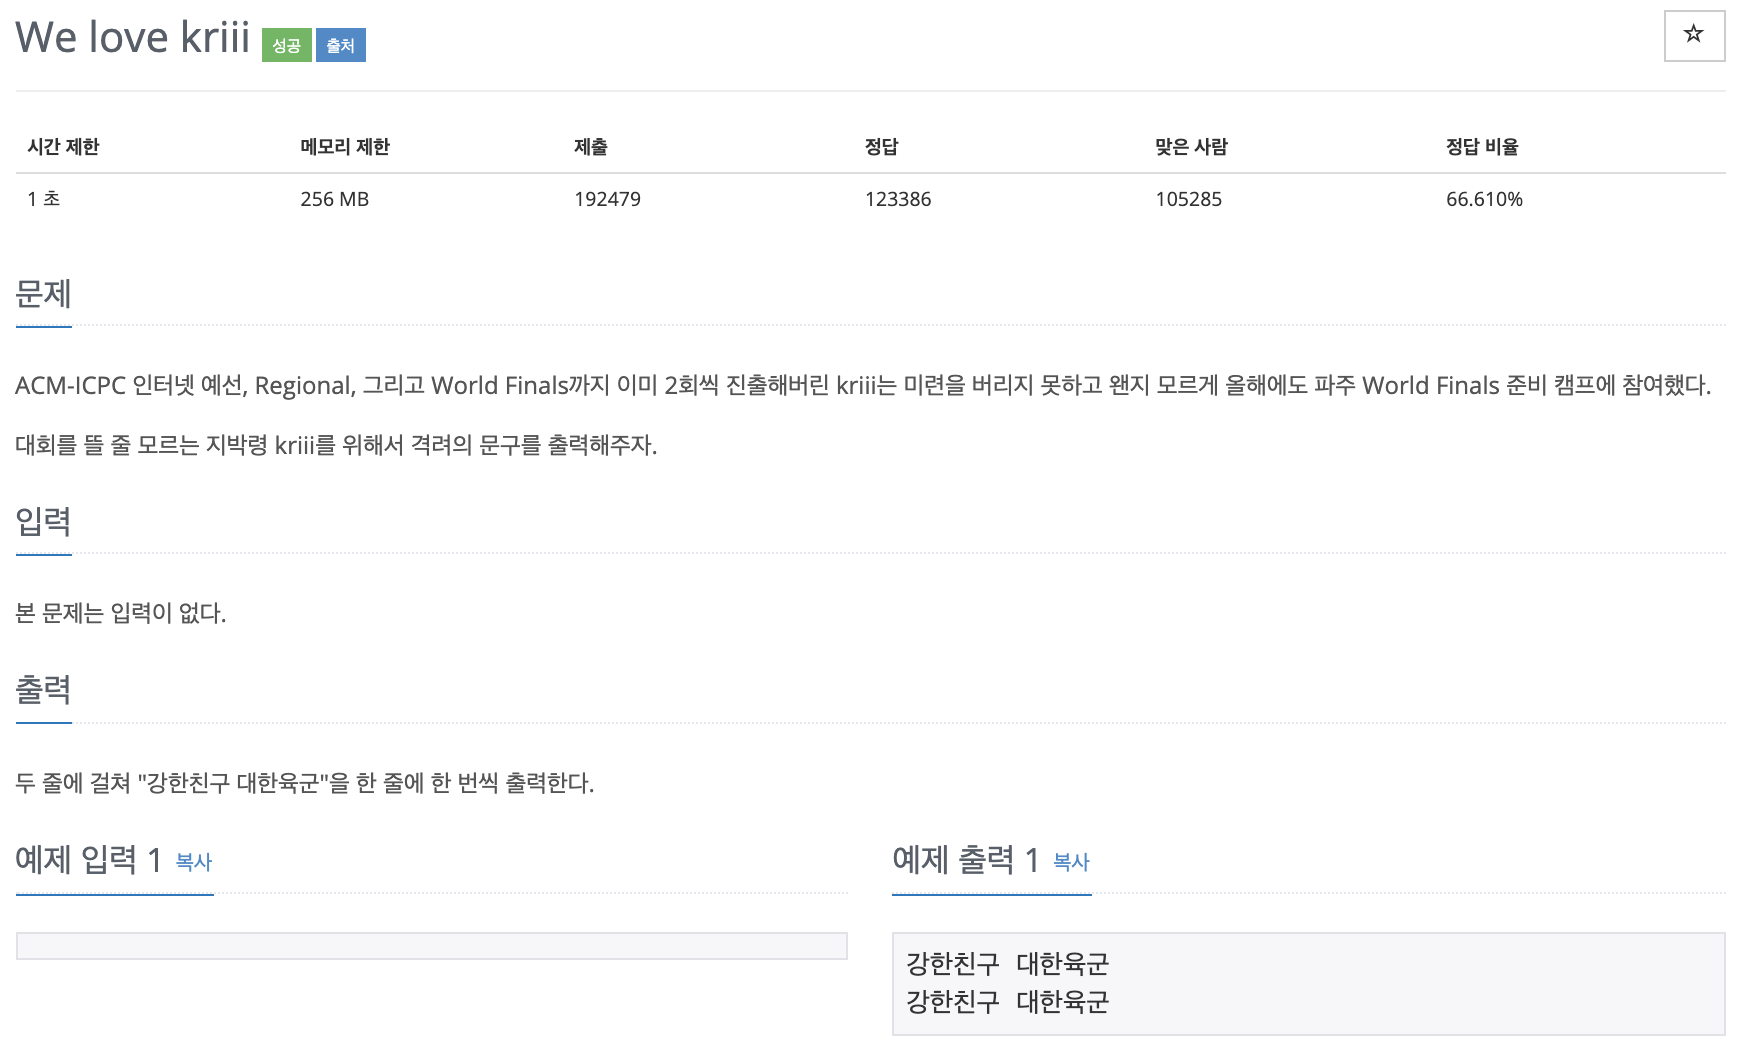 We love kriii 성공 출처
☆
시간 제한 메모리 제한 제출 정답 맞은 사람 정답 비율
1 초 256 MB 192479 123386 105285 66.610%
문제
ACM-ICPC 인터넷 예선, Regional, 그리고 World Finals까지 이미 2회씩 진출해버린 kriii는 미련을 버리지 못하고 왠지 모르게 올해에도 파주 World Finals 준비 캠프에 참여했다.
대회를 뜰 줄 모르는 지박령 kriii를 위해서 격려의 문구를 출력해주자.
입력
본 문제는 입력이 없다.
출력
두 줄에 걸쳐 "강한친구 대한육군"을 한 줄에 한 번씩 출력한다.
예제 입력 1 복사
예제 출력 1 복사
강한친구 대한육군
강한친구 대한육군